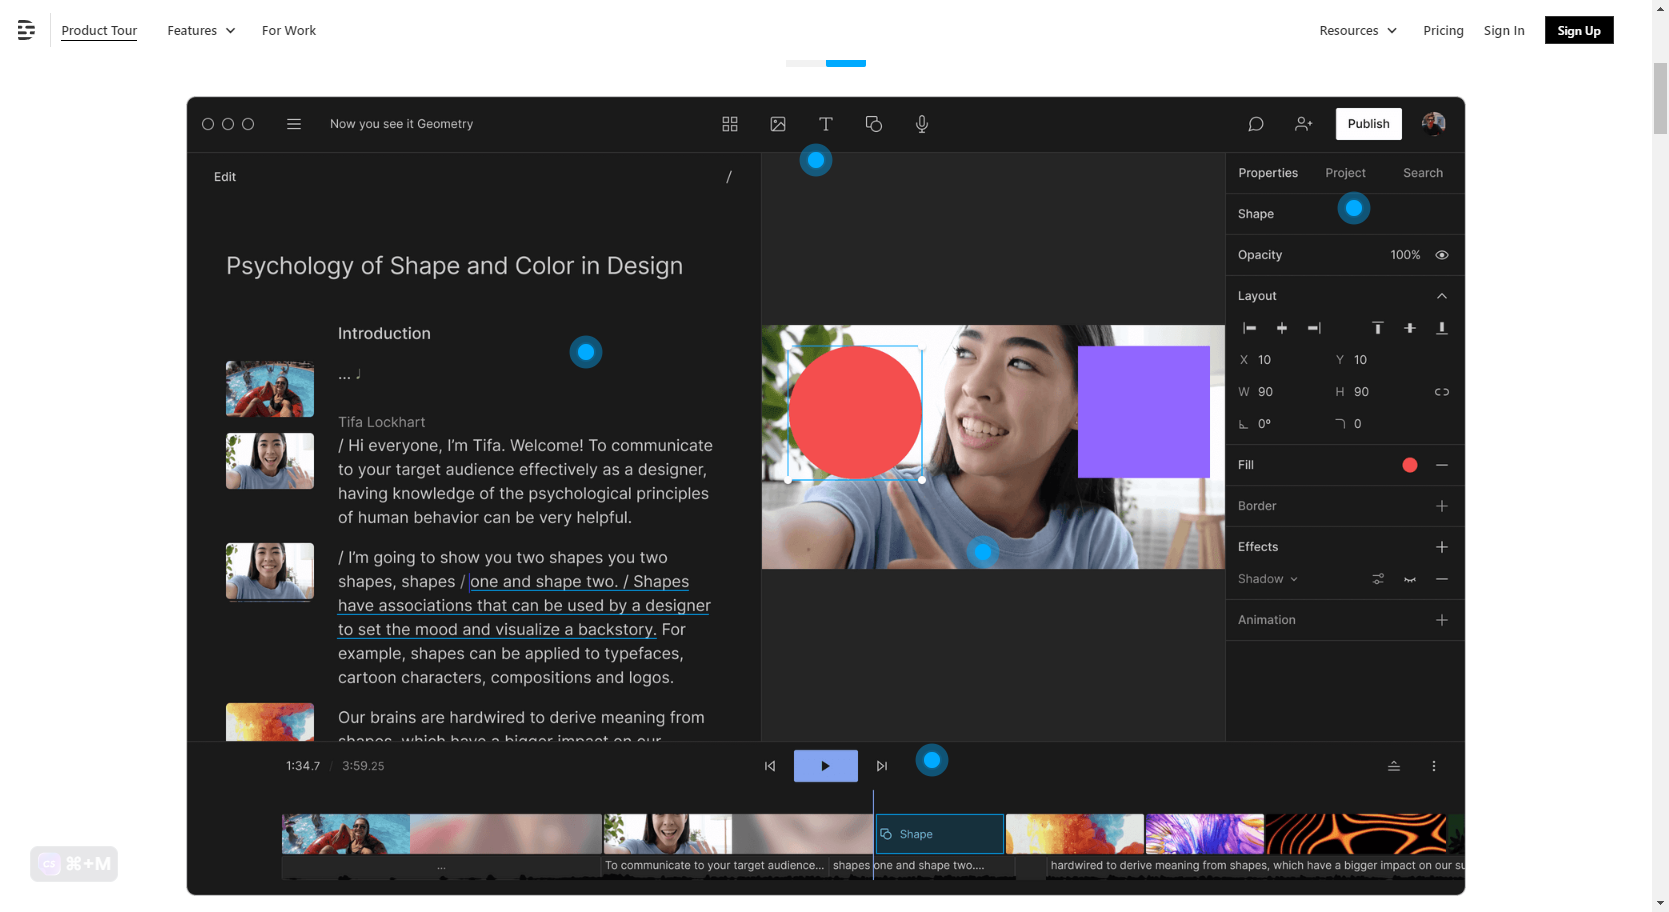 Product Tour
Features
For Work
Resources
Pricing
Sign In
Sign Up
Now you see it Geometry
Publish
Edit
/
Properties
Project
Search
Shape
Opacity
100%
Layout
X 10
Y 10
W 90
H 90
0°
0
Fill
Border
Effects
Shadow
Animation
Psychology of Shape and Color in Design
Introduction
... ♩
Tifa Lockhart
/ Hi everyone, I'm Tifa. Welcome! To communicate
to your target audience effectively as a designer,
having knowledge of the psychological principles
of human behavior can be very helpful.
/ I'm going to show you two shapes you two
shapes, shapes / one and shape two. / Shapes
have associations that can be used by a designer
to set the mood and visualize a backstory. For
example, shapes can be applied to typefaces,
cartoon characters, compositions and logos.
Our brains are hardwired to derive meaning from
shapes, which have a bigger impact on our
1:34.7 / 3:59.25
Shape
...
To communicate to your target audience...
shapes one and shape two....
hardwired to derive meaning from shapes, which have a bigger impact on our su
CS ⌘+M